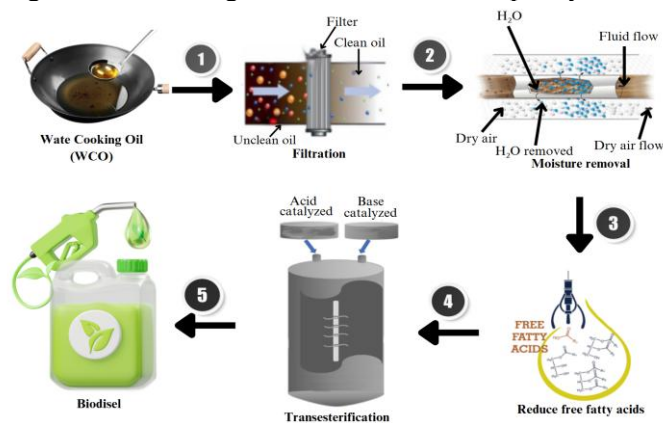 1
Wate Cooking Oil
(WCO)
Filter
Clean oil
Unclean oil
Filtration
2
H₂O
Fluid flow
Dry air
H₂O removed
Dry air flow
Moisture removal
3
FREE
FATTY
ACIDS
Reduce free fatty acids
4
Acid
catalyzed
Base
catalyzed
Transesterification
5
Biodisel